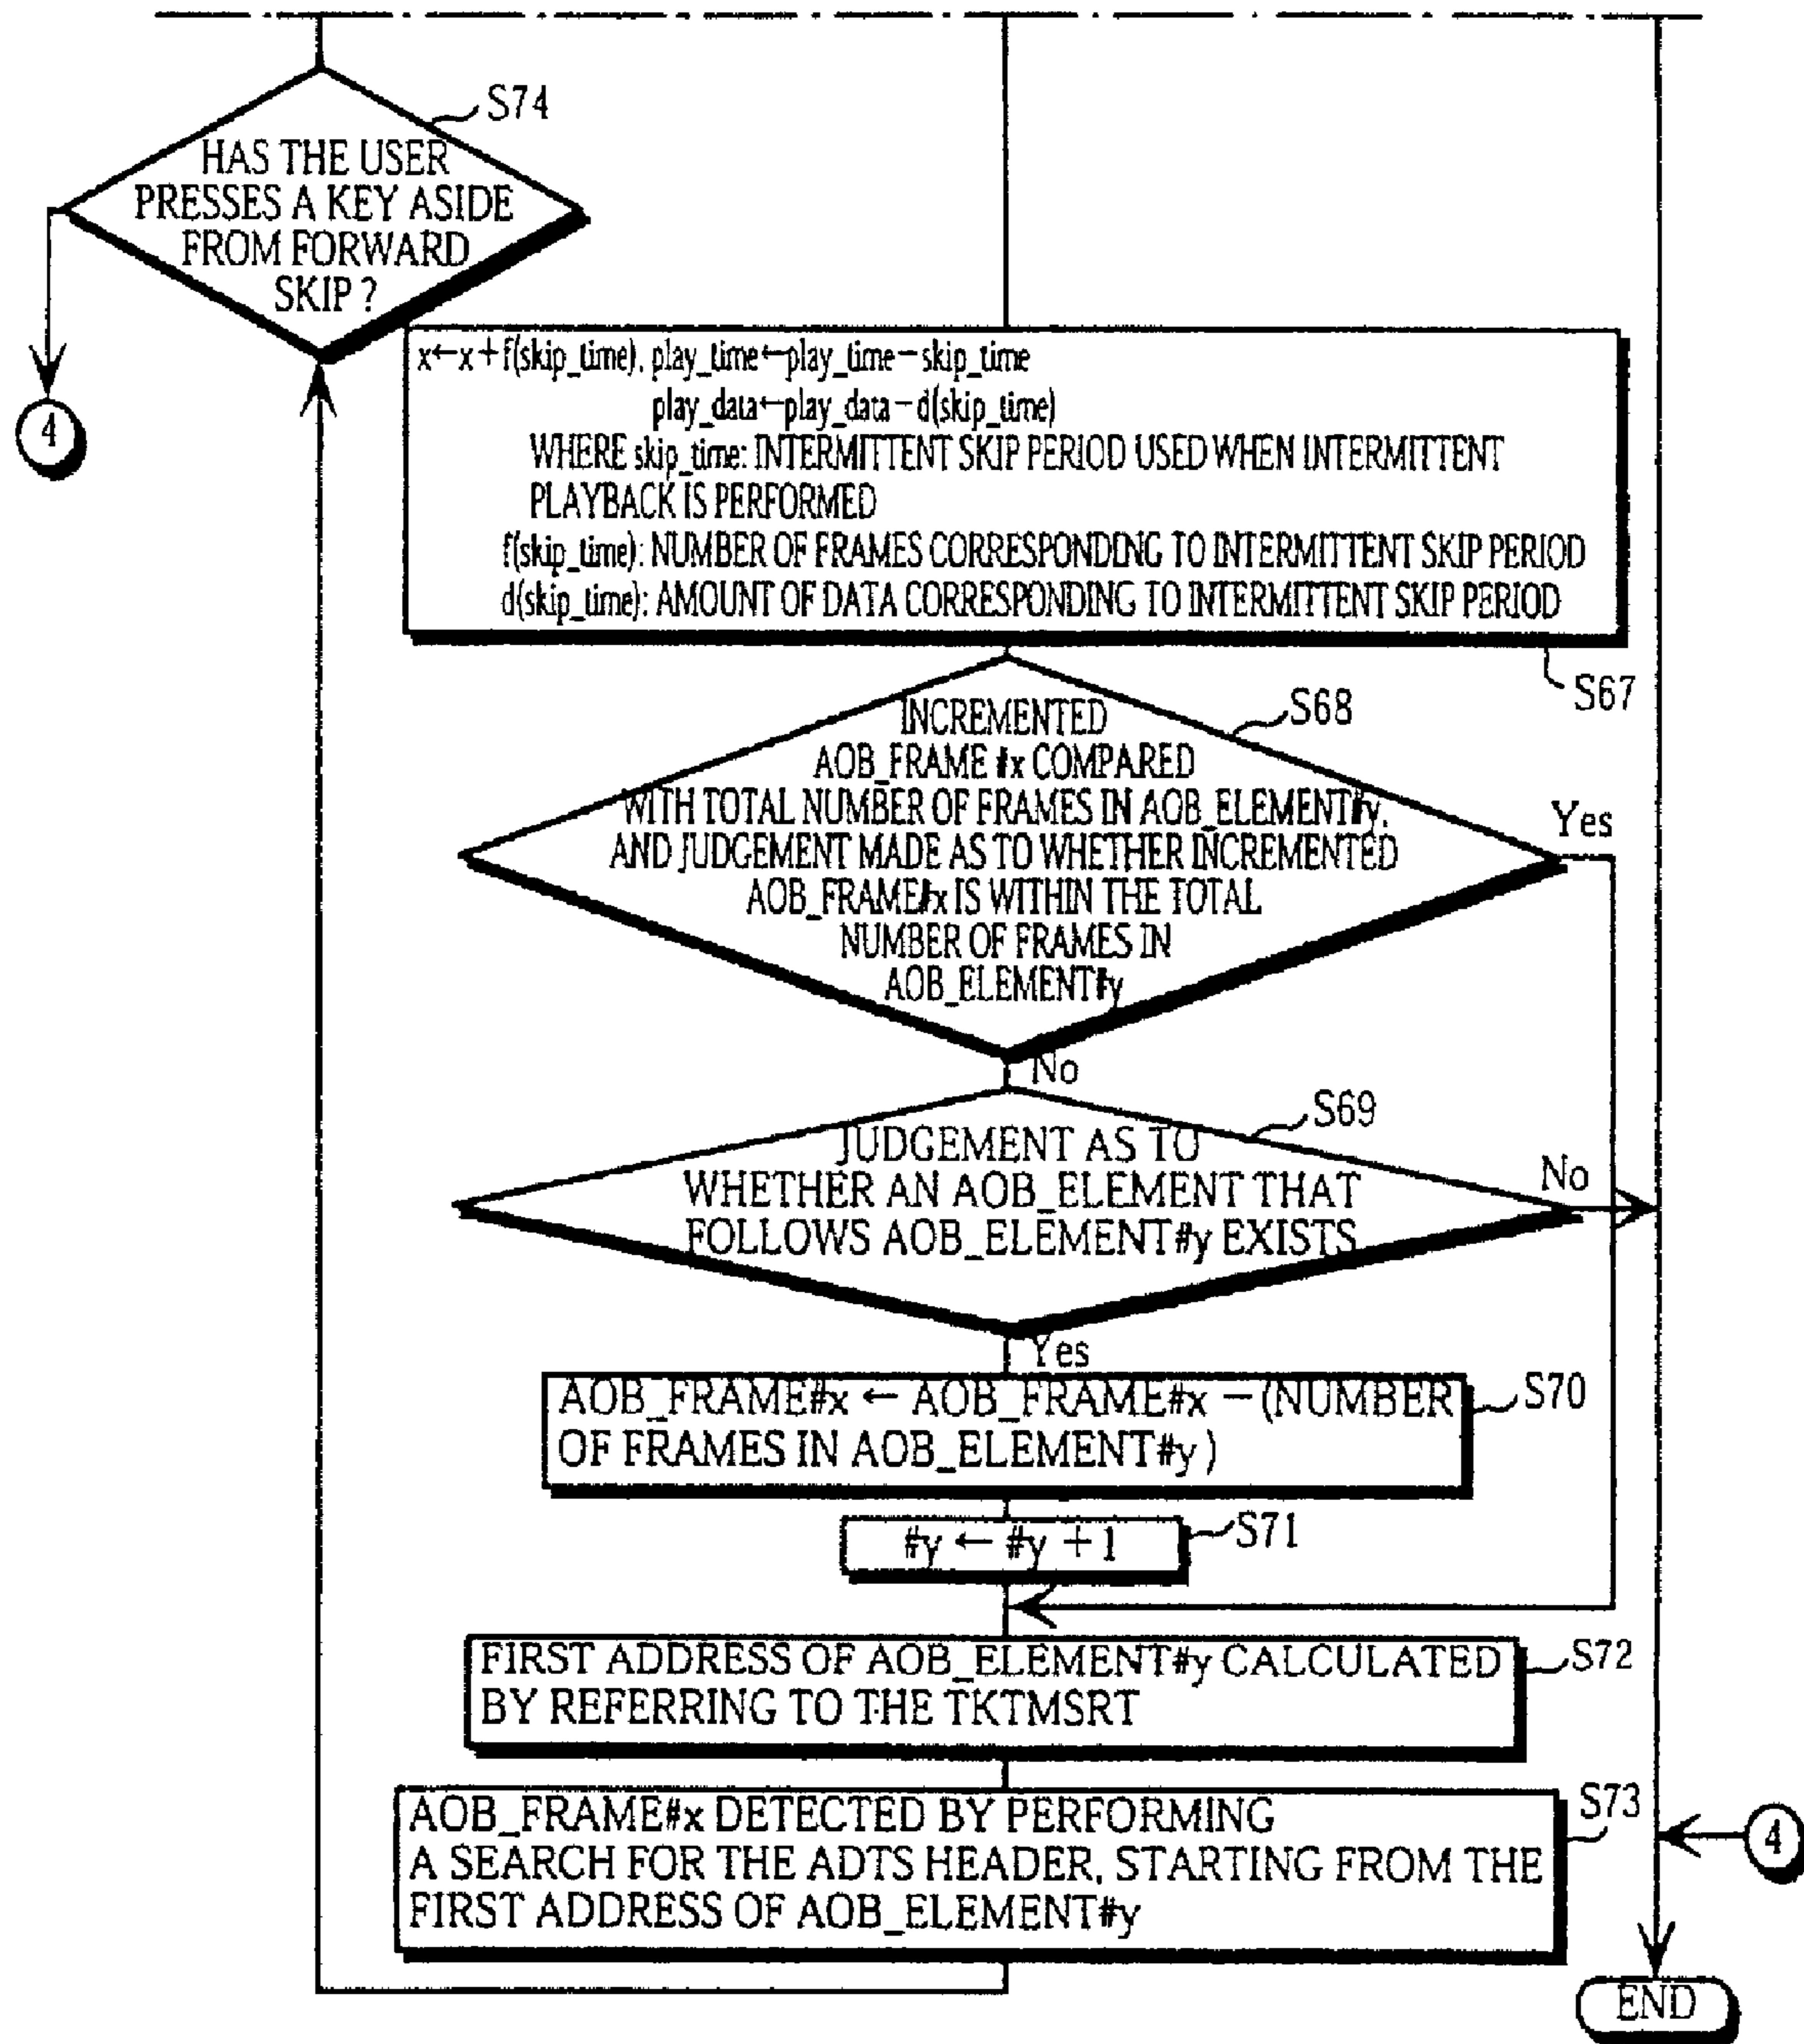 S74
HAS THE USER
PRESSES A KEY ASIDE
FROM FORWARD
SKIP ?
4
x←x+f(skip_time), play_time←play_time−skip_time
play_data←play_data−d(skip_time)
WHERE skip_time: INTERMITTENT SKIP PERIOD USED WHEN INTERMITTENT
PLAYBACK IS PERFORMED
f(skip_time): NUMBER OF FRAMES CORRESPONDING TO INTERMITTENT SKIP PERIOD
d(skip_time): AMOUNT OF DATA CORRESPONDING TO INTERMITTENT SKIP PERIOD
S67
S68
INCREMENTED
AOB_FRAME #x COMPARED
WITH TOTAL NUMBER OF FRAMES IN AOB_ELEMENT#y,
AND JUDGEMENT MADE AS TO WHETHER INCREMENTED
AOB_FRAME#x IS WITHIN THE TOTAL
NUMBER OF FRAMES IN
AOB_ELEMENT#y
Yes
No
S69
JUDGEMENT AS TO
WHETHER AN AOB_ELEMENT THAT
FOLLOWS AOB_ELEMENT#y EXISTS
No
Yes
AOB_FRAME#x ← AOB_FRAME#x − (NUMBER
OF FRAMES IN AOB_ELEMENT#y)
S70
#y ← #y + 1
S71
FIRST ADDRESS OF AOB_ELEMENT#y CALCULATED
BY REFERRING TO THE TKTMSRT
S72
AOB_FRAME#x DETECTED BY PERFORMING
A SEARCH FOR THE ADTS HEADER, STARTING FROM THE
FIRST ADDRESS OF AOB_ELEMENT#y
S73
4
END